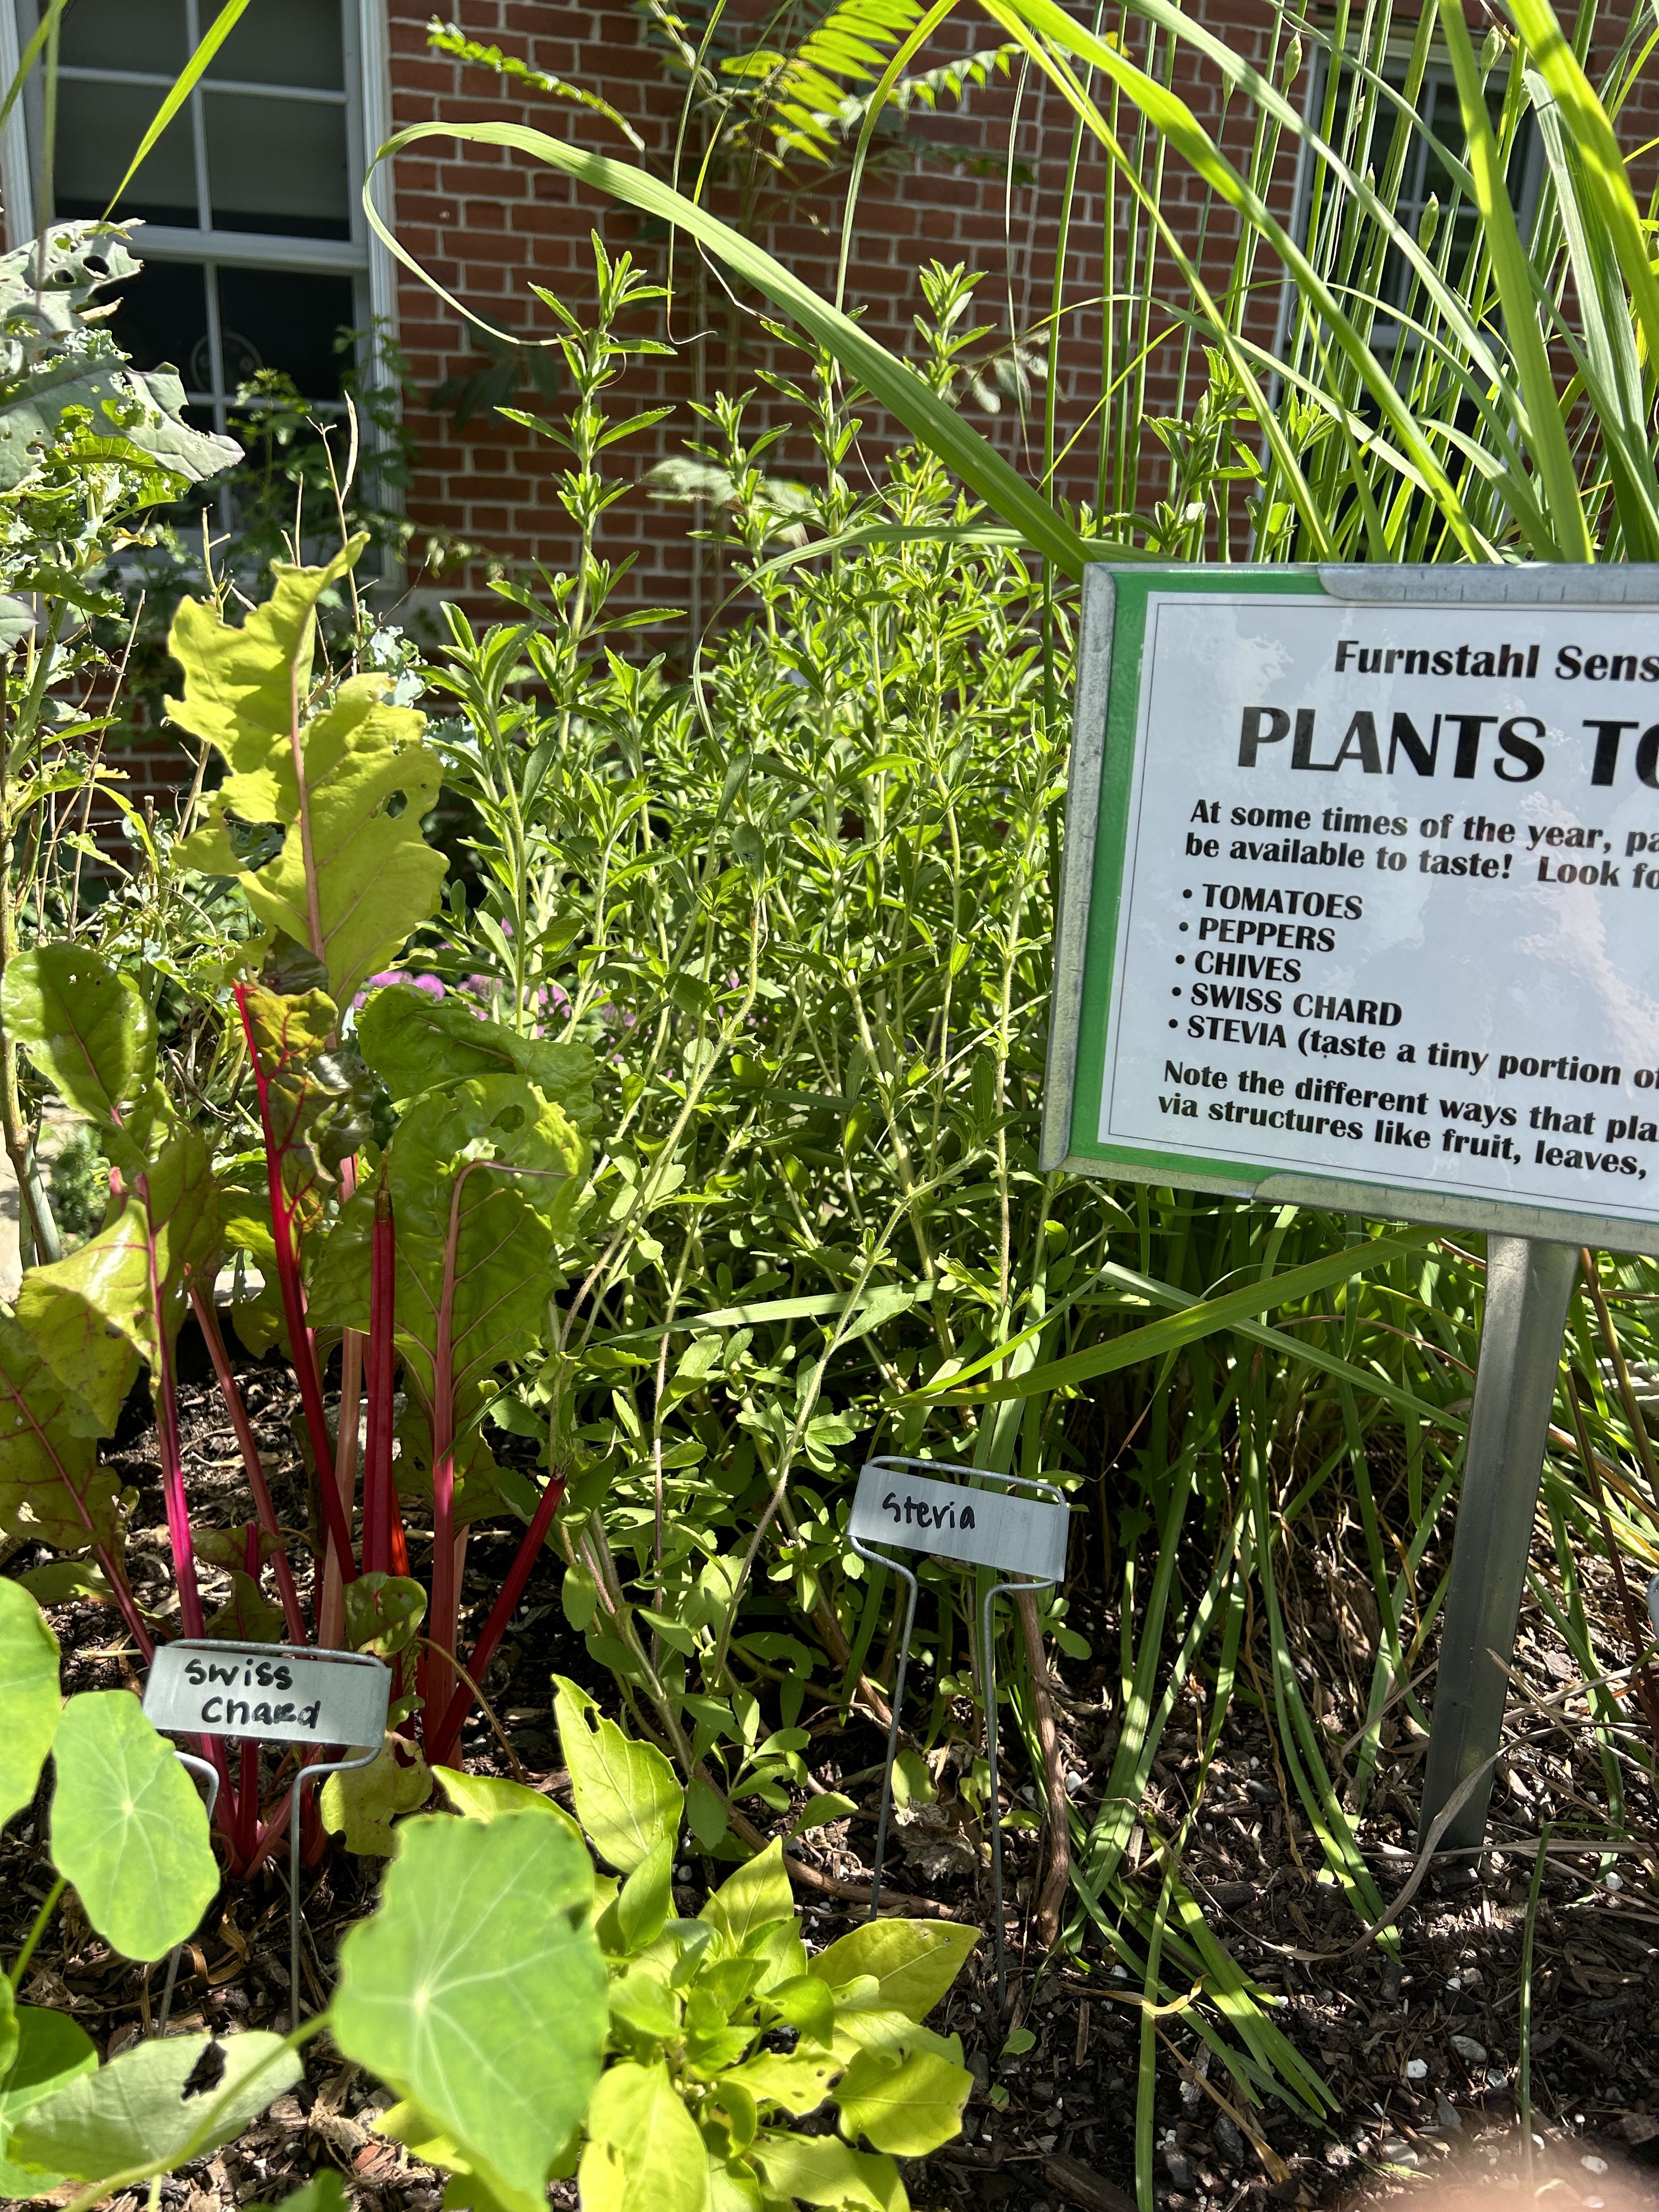 Furnstahl Sens
PLANTS TO
At some times of the year, pa
be available to taste! Look fo
• TOMATOES
• PEPPERS
• CHIVES
• SWISS CHARD
• STEVIA (taste a tiny portion of
Note the different ways that pla
via structures like fruit, leaves,
Stevia
Swiss
Chard